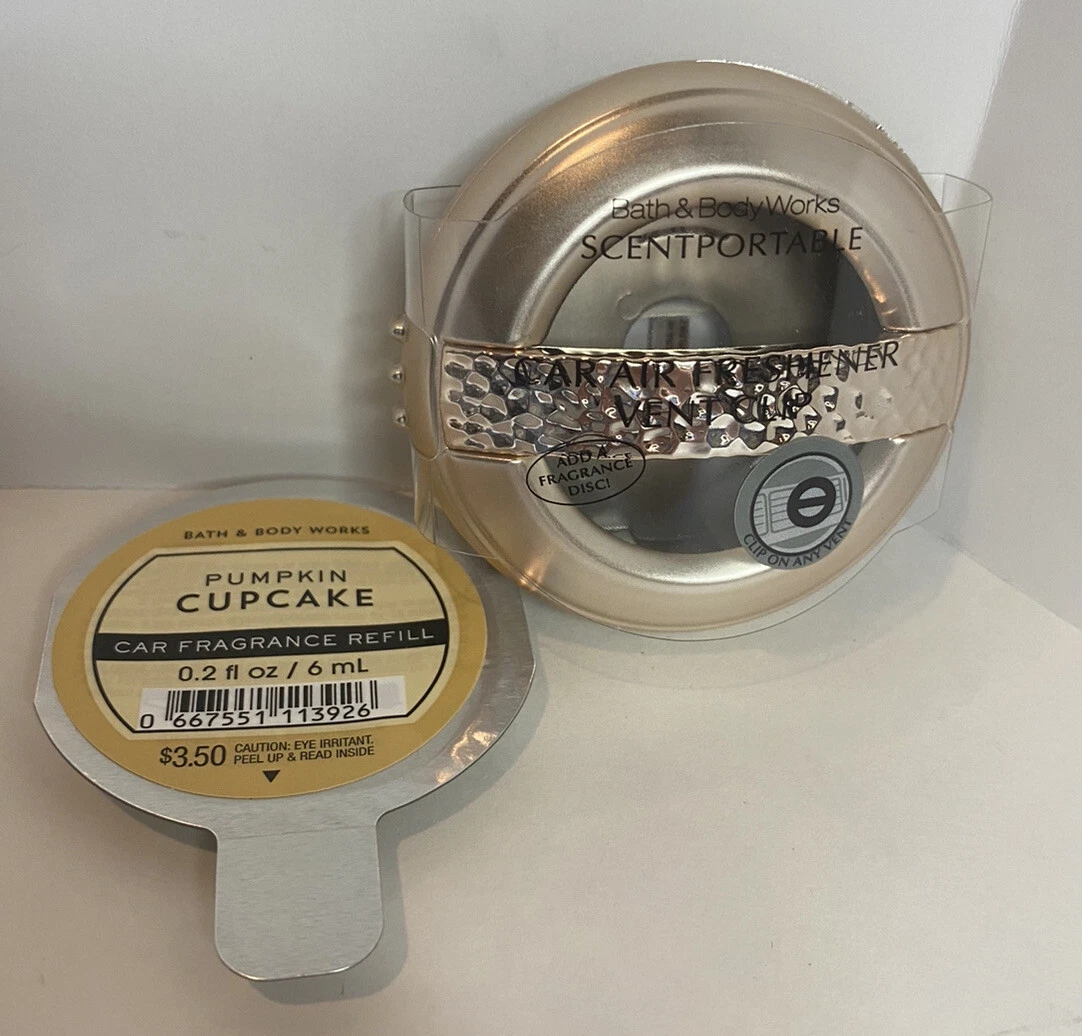 Bath & Body Works
SCENTPORTABLE
CAR AIR FRESHENER
VENT CLIP
ADD A
FRAGRANCE
DISC!
CLIP ON ANY VENT
BATH & BODY WORKS
PUMPKIN
CUPCAKE
CAR FRAGRANCE REFILL
0.2 fl oz / 6 mL
0 667551 113926
$3.50 CAUTION: EYE IRRITANT.
PEEL UP & READ INSIDE